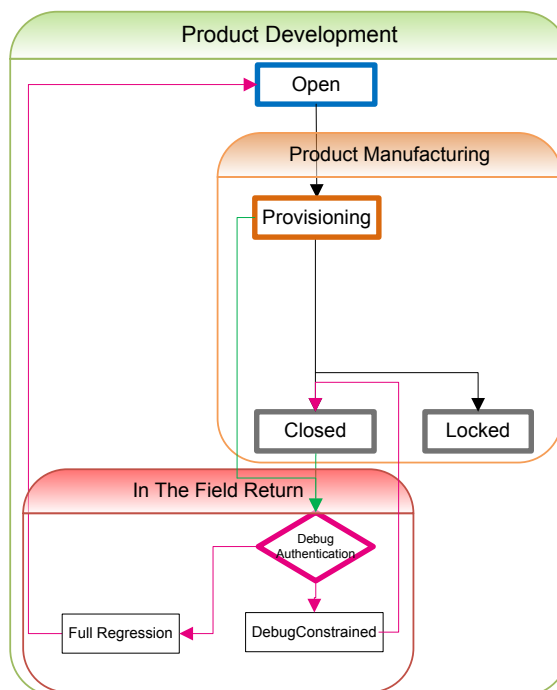 Product Development
Open
Product Manufacturing
Provisioning
Closed
Locked
In The Field Return
Debug
Authentication
Full Regression
DebugConstrained